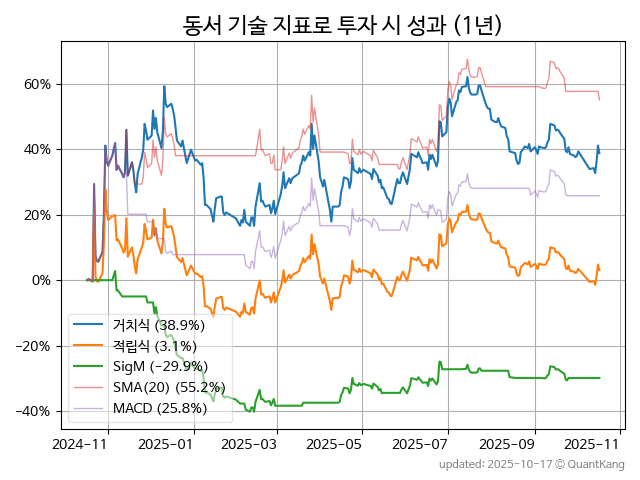 동서 기술 지표로 투자 시 성과 (1년)
60%
40%
20%
0%
−20%
−40%
거치식 (38.9%)
적립식 (3.1%)
SigM (−29.9%)
SMA(20) (55.2%)
MACD (25.8%)
2024-11
2025-01
2025-03
2025-05
2025-07
2025-09
2025-11
updated: 2025-10-17 © QuantKang